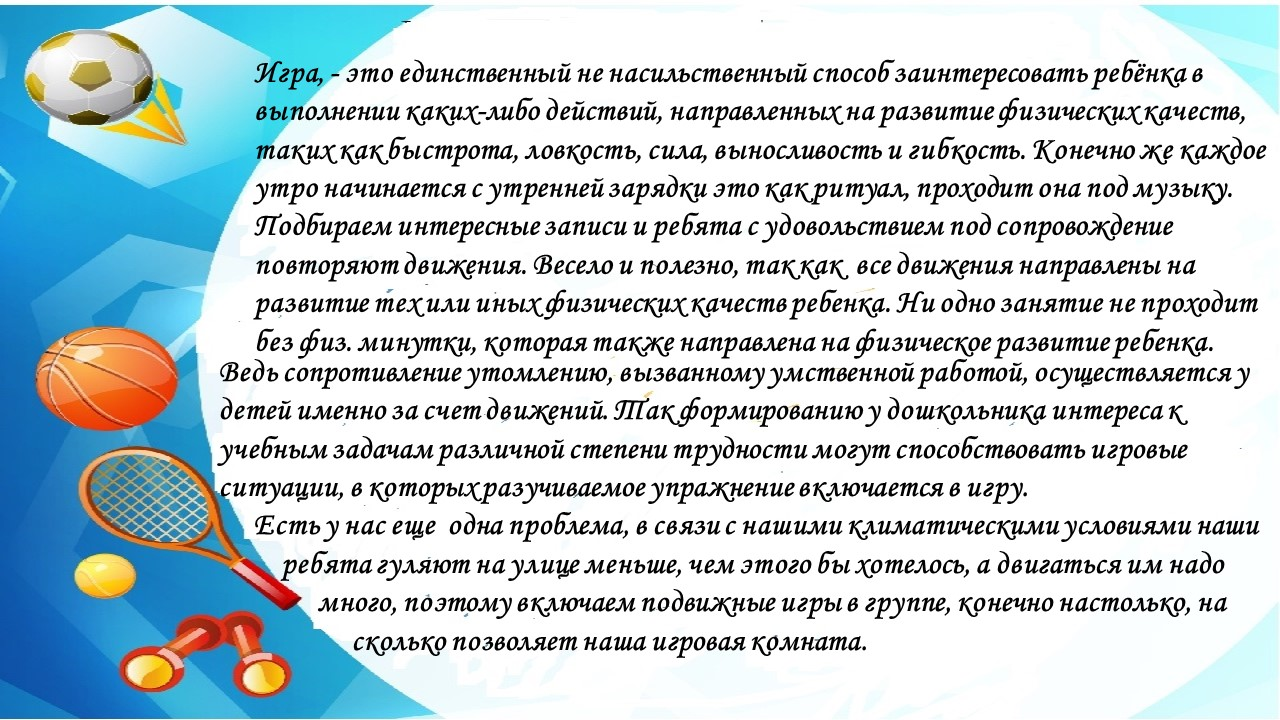 Игра, - это единственный не насильственный способ заинтересовать ребёнка в
выполнении каких-либо действий, направленных на развитие физических качеств,
таких как быстрота, ловкость, сила, выносливость и гибкость. Конечно же каждое
утро начинается с утренней зарядки это как ритуал, проходит она под музыку.
Подбираем интересные записи и ребята с удовольствием под сопровождение
повторяют движения. Весело и полезно, так как все движения направлены на
развитие тех или иных физических качеств ребенка. Ни одно занятие не проходит
без физ. минутки, которая также направлена на физическое развитие ребенка.
Ведь сопротивление утомлению, вызванному умственной работой, осуществляется у
детей именно за счет движений. Так формированию у дошкольника интереса к
учебным задачам различной степени трудности могут способствовать игровые
ситуации, в которых разучиваемое упражнение включается в игру.
Есть у нас еще одна проблема, в связи с нашими климатическими условиями наши
ребята гуляют на улице меньше, чем этого бы хотелось, а двигаться им надо
много, поэтому включаем подвижные игры в группе, конечно настолько, на
сколько позволяет наша игровая комната.